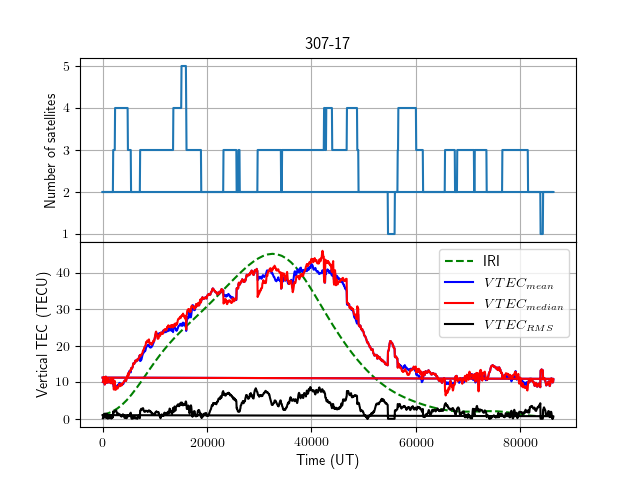 307-17
Number of satellites
5
4
3
2
1
Vertical TEC (TECU)
40
30
20
10
0
IRI
VTEC_mean
VTEC_median
VTEC_RMS
0 20000 40000 60000 80000
Time (UT)